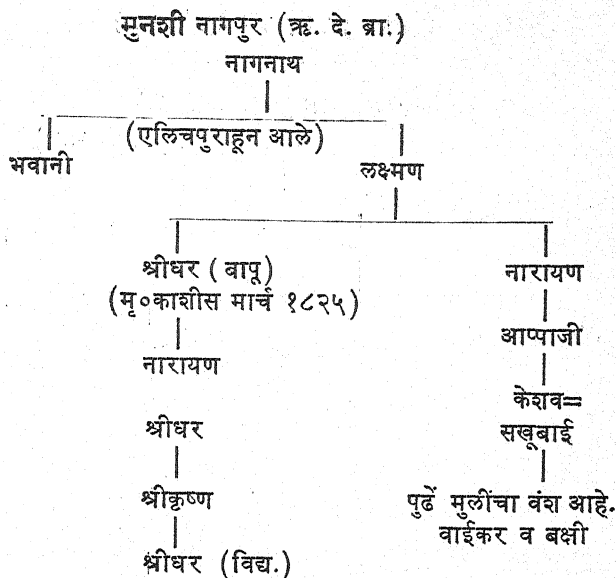 मुनशी नागपुर (ऋ. दे. ब्राः)
नागनाथ
(एलिचपुराहून आले)
भवानी
लक्ष्मण
श्रीधर (बापू)
(मृ०काशीस मार्च १८२५)
नारायण
श्रीधर
श्रीकृष्ण
श्रीधर (विद्य.)
नारायण
आप्पाजी
केशव=
सखूबाई
पुढें मुलींचा वंश आहे.
वाईकर व बक्षी